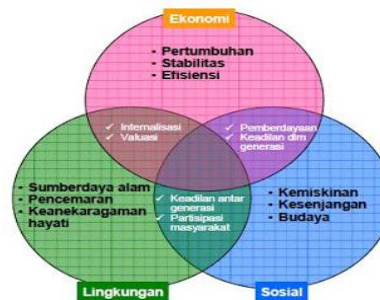 Ekonomi
• Pertumbuhan
• Stabilitas
• Efisiensi
✓ Internalisasi
✓ Valuasi
✓ Pemberdayaan
✓ Keadilan dlm
generasi
• Sumberdaya alam
• Pencemaran
• Keanekaragaman
hayati
✓ Keadilan antar
generasi
✓ Partisipasi
masyarakat
• Kemiskinan
• Kesenjangan
• Budaya
Lingkungan
Sosial